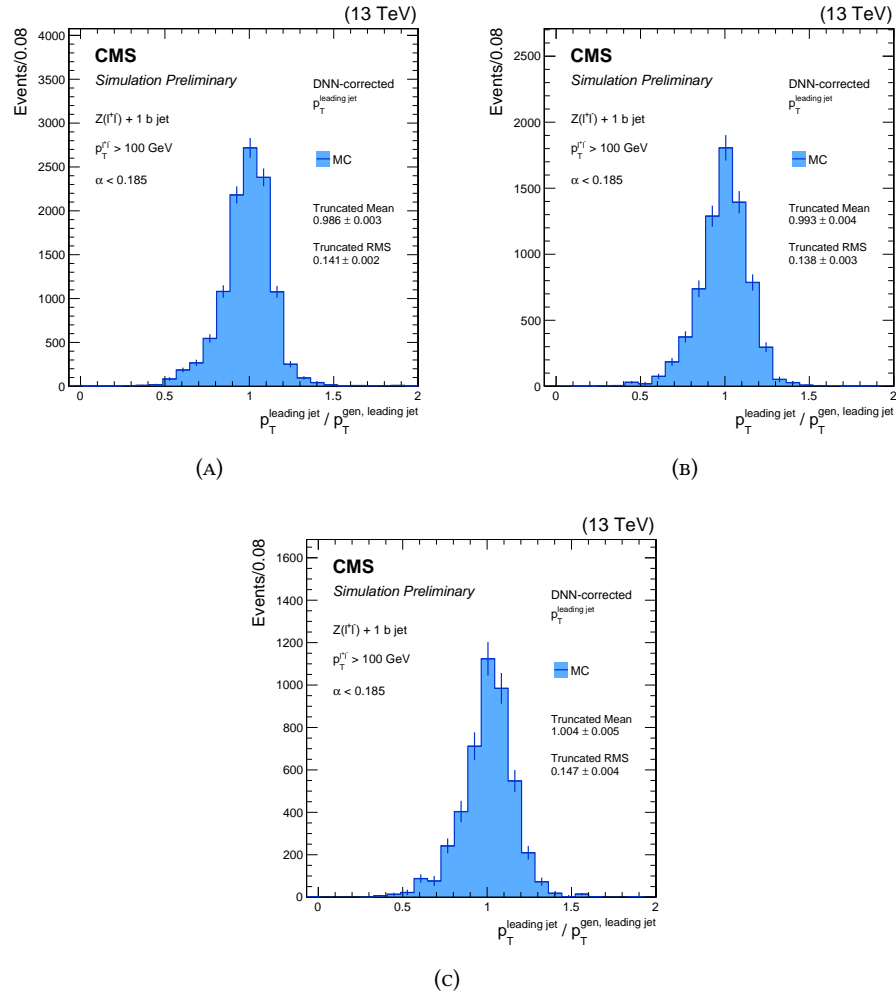 (13 TeV)
Events/0.08
4000
3500
3000
2500
2000
1500
1000
500
0
CMS
Simulation Preliminary
Z(l⁺l⁻) + 1 b jet
p_T^{l⁺l⁻} > 100 GeV
α < 0.185
DNN-corrected
p_T^{leading jet}
MC
Truncated Mean
0.986 ± 0.003
Truncated RMS
0.141 ± 0.002
0 0.5 1 1.5 2
p_T^{leading jet} / p_T^{gen, leading jet}
(A)
(13 TeV)
Events/0.08
2500
2000
1500
1000
500
0
CMS
Simulation Preliminary
Z(l⁺l⁻) + 1 b jet
p_T^{l⁺l⁻} > 100 GeV
α < 0.185
DNN-corrected
p_T^{leading jet}
MC
Truncated Mean
0.993 ± 0.004
Truncated RMS
0.138 ± 0.003
0 0.5 1 1.5 2
p_T^{leading jet} / p_T^{gen, leading jet}
(B)
(13 TeV)
Events/0.08
1600
1400
1200
1000
800
600
400
200
0
CMS
Simulation Preliminary
Z(l⁺l⁻) + 1 b jet
p_T^{l⁺l⁻} > 100 GeV
α < 0.185
DNN-corrected
p_T^{leading jet}
MC
Truncated Mean
1.004 ± 0.005
Truncated RMS
0.147 ± 0.004
0 0.5 1 1.5 2
p_T^{leading jet} / p_T^{gen, leading jet}
(C)